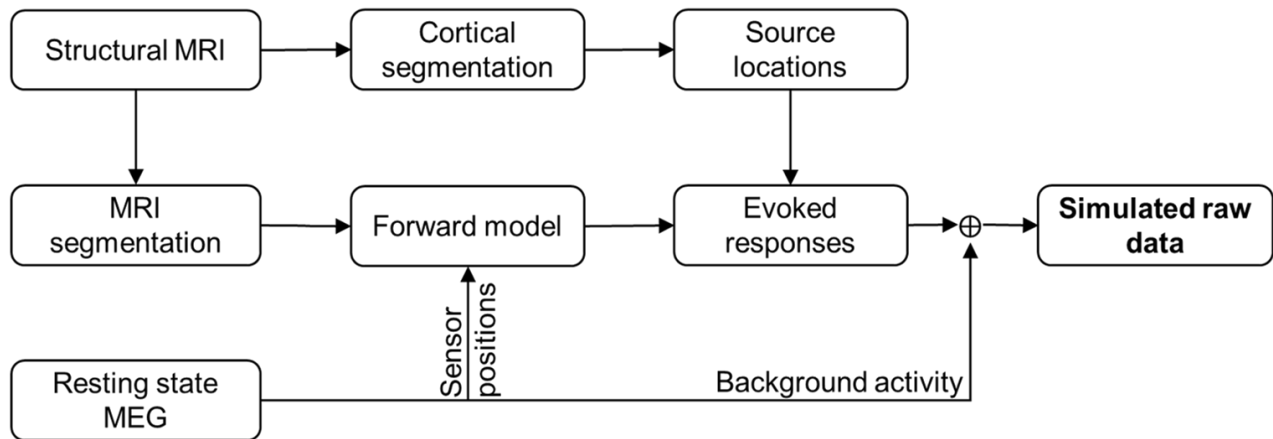 Structural MRI
Cortical
segmentation
Source
locations
MRI
segmentation
Forward model
Evoked
responses
Simulated raw
data
Sensor
positions
Resting state
MEG
Background activity